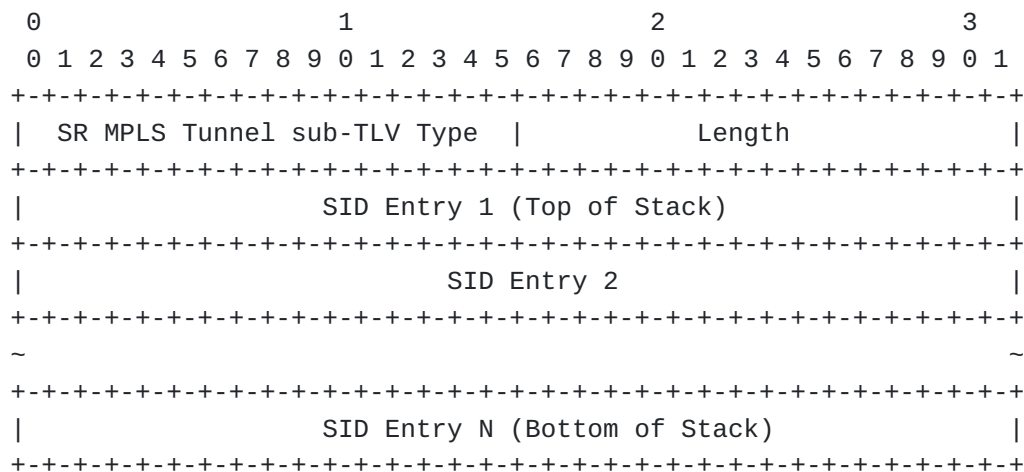 0                   1                   2                   3
 0 1 2 3 4 5 6 7 8 9 0 1 2 3 4 5 6 7 8 9 0 1 2 3 4 5 6 7 8 9 0 1
+-+-+-+-+-+-+-+-+-+-+-+-+-+-+-+-+-+-+-+-+-+-+-+-+-+-+-+-+-+-+-+-+
|  SR MPLS Tunnel sub-TLV Type  |           Length              |
+-+-+-+-+-+-+-+-+-+-+-+-+-+-+-+-+-+-+-+-+-+-+-+-+-+-+-+-+-+-+-+-+
|                   SID Entry 1 (Top of Stack)                  |
+-+-+-+-+-+-+-+-+-+-+-+-+-+-+-+-+-+-+-+-+-+-+-+-+-+-+-+-+-+-+-+-+
|                           SID Entry 2                         |
+-+-+-+-+-+-+-+-+-+-+-+-+-+-+-+-+-+-+-+-+-+-+-+-+-+-+-+-+-+-+-+-+
~                                                               ~
+-+-+-+-+-+-+-+-+-+-+-+-+-+-+-+-+-+-+-+-+-+-+-+-+-+-+-+-+-+-+-+-+
|                   SID Entry N (Bottom of Stack)               |
+-+-+-+-+-+-+-+-+-+-+-+-+-+-+-+-+-+-+-+-+-+-+-+-+-+-+-+-+-+-+-+-+